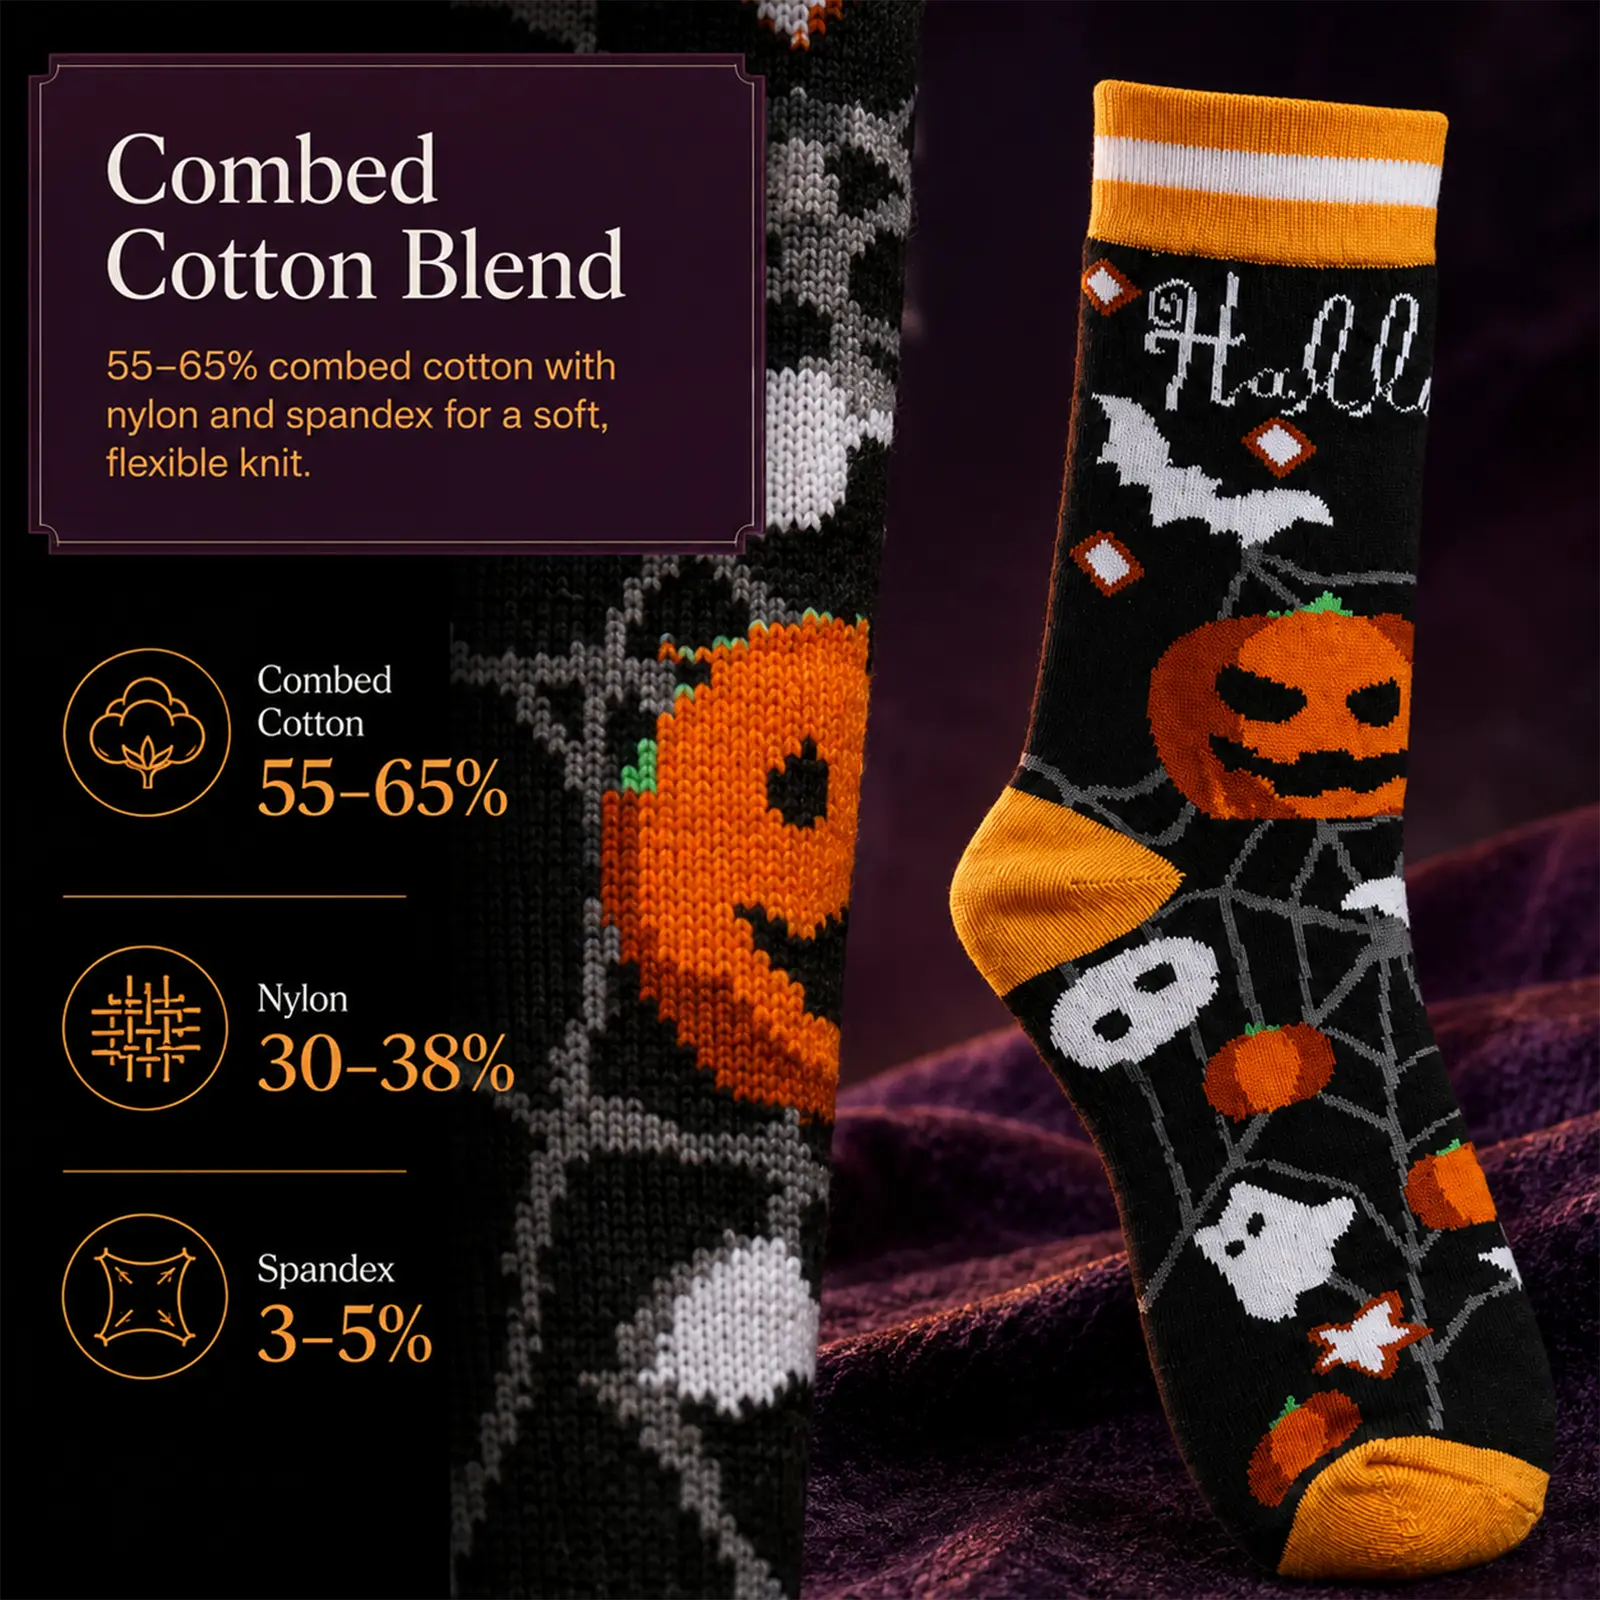 Combed
Cotton Blend
55–65% combed cotton with
nylon and spandex for a soft,
flexible knit.
Combed
Cotton
55–65%
Nylon
30–38%
Spandex
3–5%
Hall